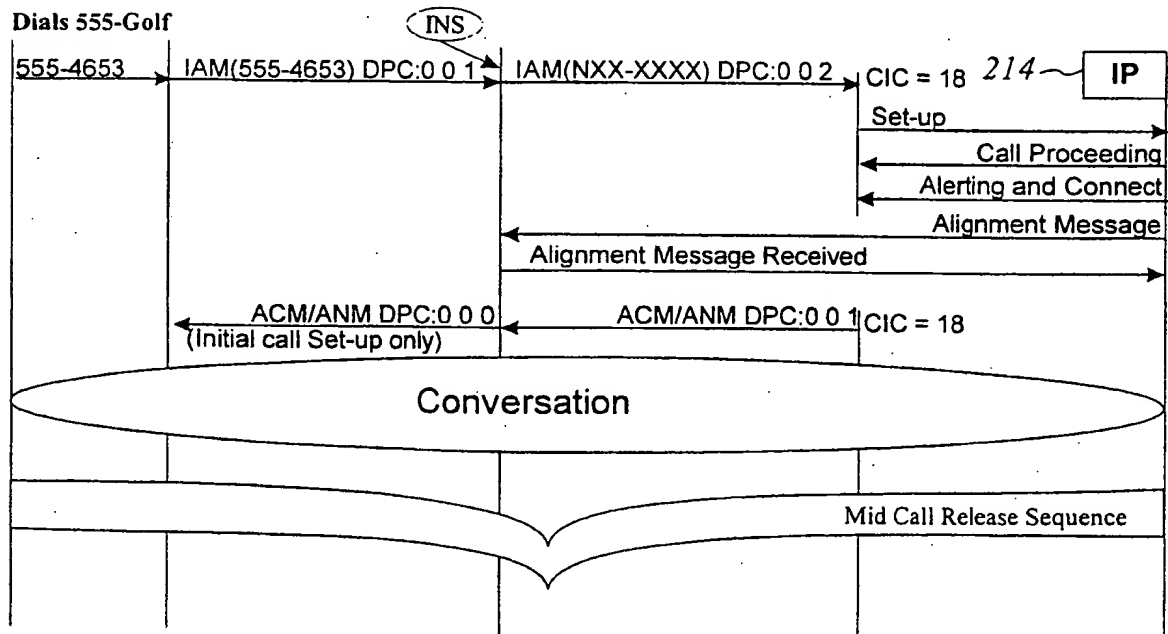 Dials 555-Golf
INS
555-4653
IAM(555-4653) DPC:0 0 1
IAM(NXX-XXXX) DPC:0 0 2
CIC = 18
214
IP
Set-up
Call Proceeding
Alerting and Connect
Alignment Message
Alignment Message Received
ACM/ANM DPC:0 0 0
ACM/ANM DPC:0 0 1
CIC = 18
(Initial call Set-up only)
Conversation
Mid Call Release Sequence